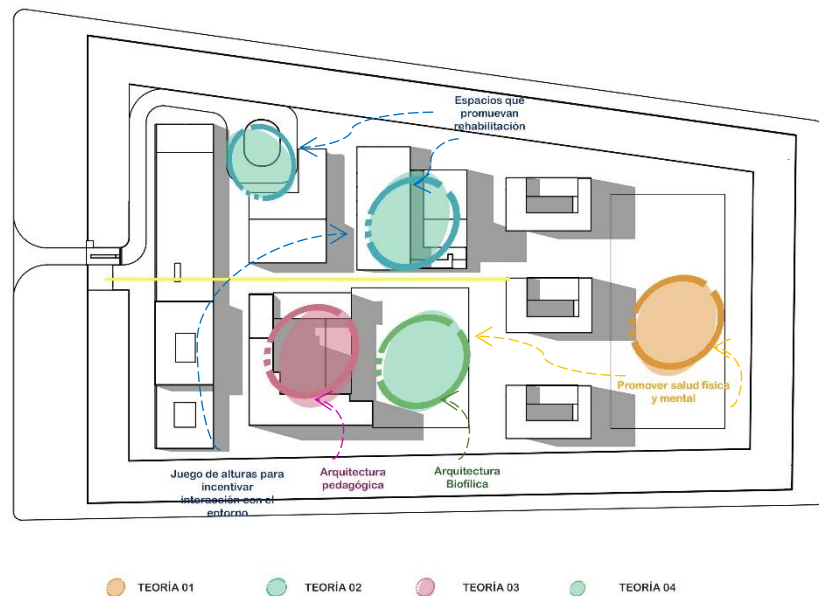 Espacios que
promuevan
rehabilitación
Promover salud física
y mental
Juego de alturas para
incentivar
interacción con el
entorno
Arquitectura
pedagógica
Arquitectura
Biofílica
TEORÍA 01
TEORÍA 02
TEORÍA 03
TEORÍA 04